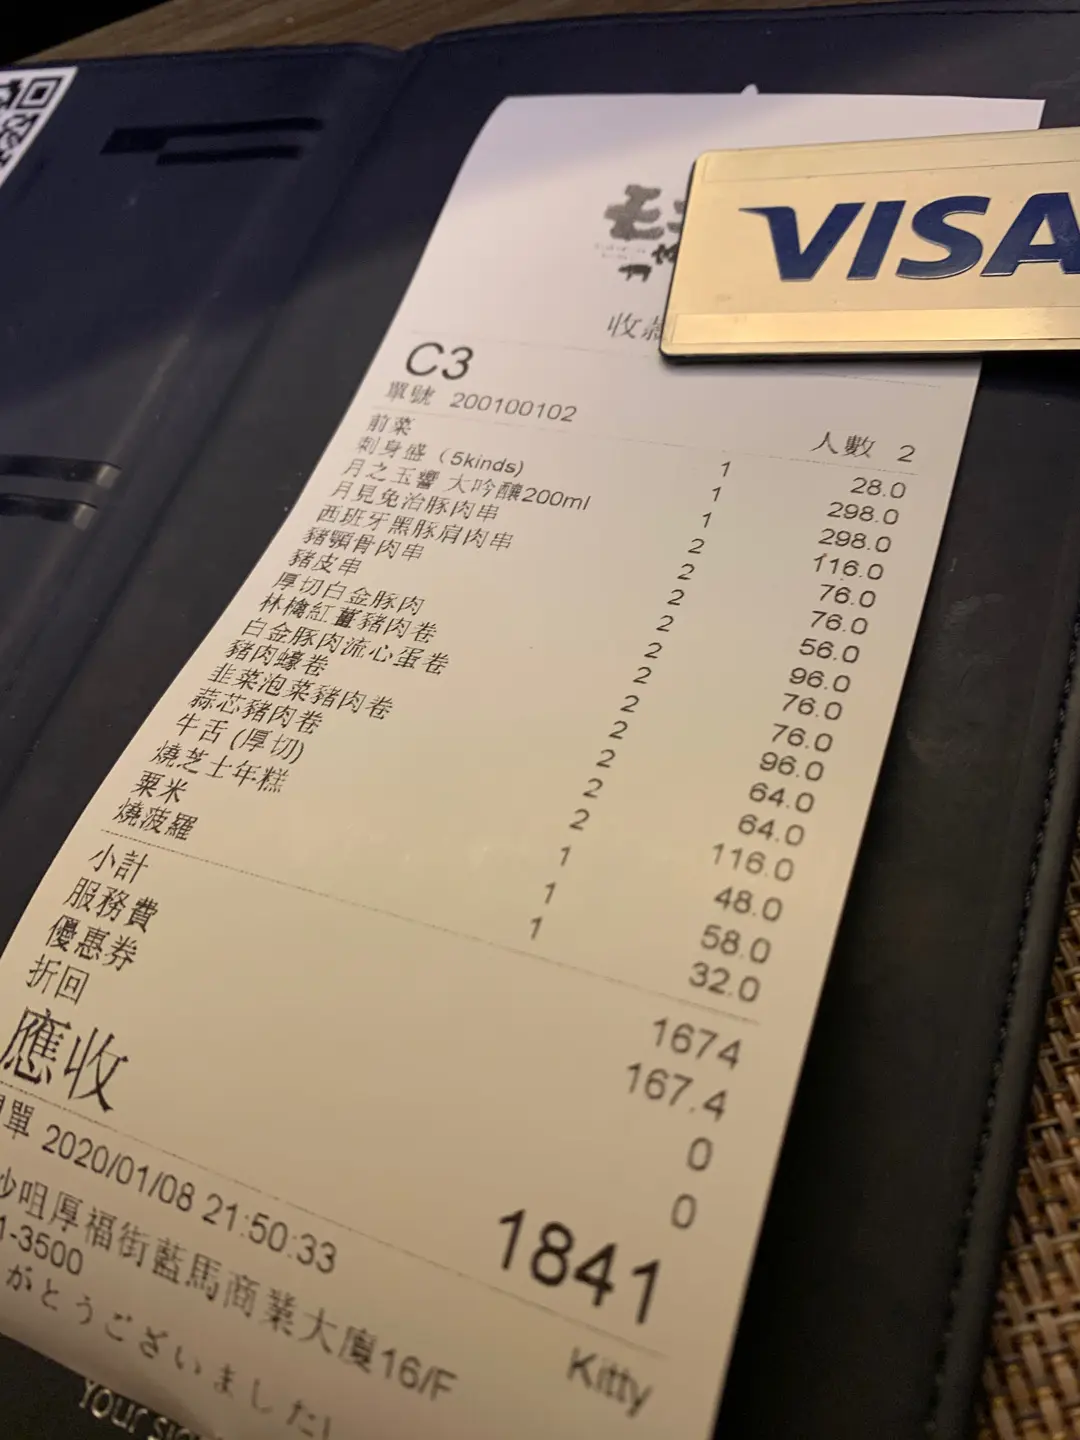 VISA
收
C3
單號 200100102 人數 2
前菜 1 28.0
刺身盛 (5kinds) 1 298.0
月之玉響 大吟釀200ml 1 298.0
月見免治豚肉串 2 116.0
西班牙黑豚肩肉串 2 76.0
豬顎骨肉串 2 76.0
豬皮串 2 56.0
厚切白金豚肉 2 96.0
林檎紅薑豬肉卷 2 76.0
白金豚肉流心蛋卷 2 76.0
豬肉蠔卷 2 96.0
韭菜泡菜豬肉卷 2 64.0
蒜芯豬肉卷 2 64.0
牛舌 (厚切) 2 116.0
燒芝士年糕 1 48.0
粟米 1 58.0
燒菠蘿 1 32.0
小計 1674
服務費 167.4
優惠券 0
折回 0
應收 1841
單 2020/01/08 21:50:33 Kitty
沙咀厚福街藍馬商業大廈16/F
1-3500
がとうございました!
Your